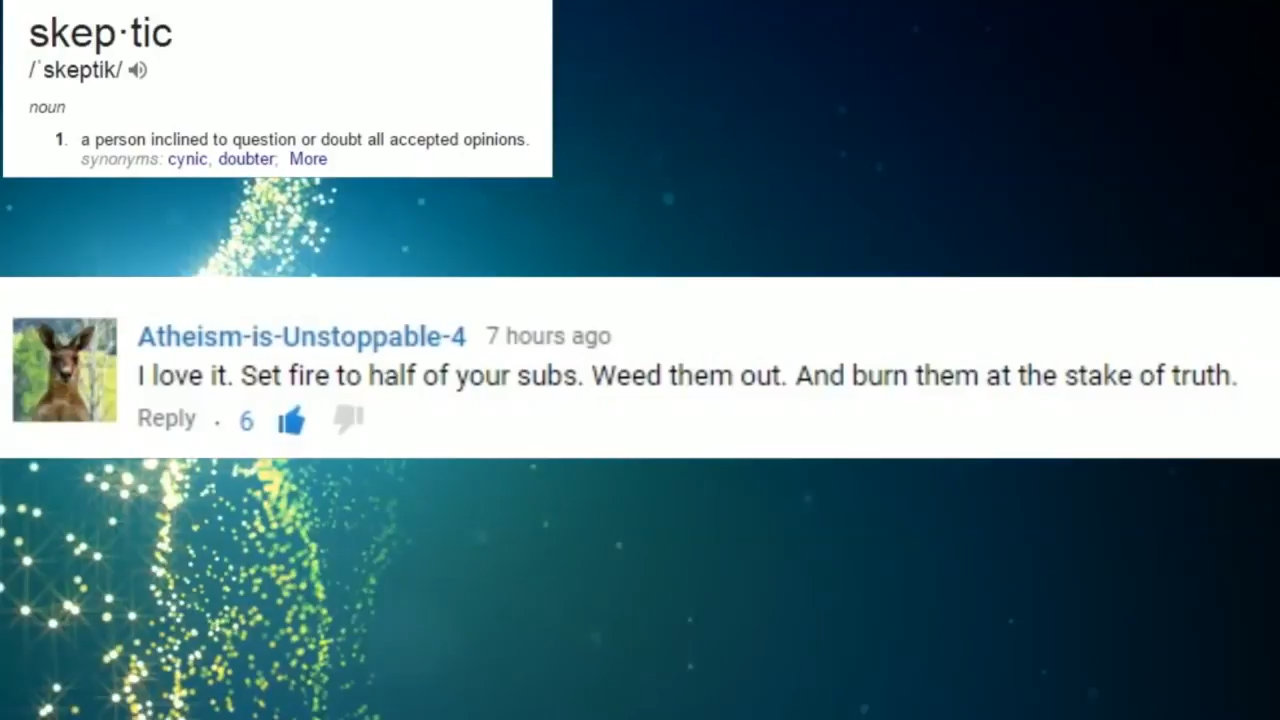 skep·tic
/ˈskeptik/
noun
1. a person inclined to question or doubt all accepted opinions.
synonyms: cynic, doubter; More
Atheism-is-Unstoppable-4 7 hours ago
I love it. Set fire to half of your subs. Weed them out. And burn them at the stake of truth.
Reply · 6